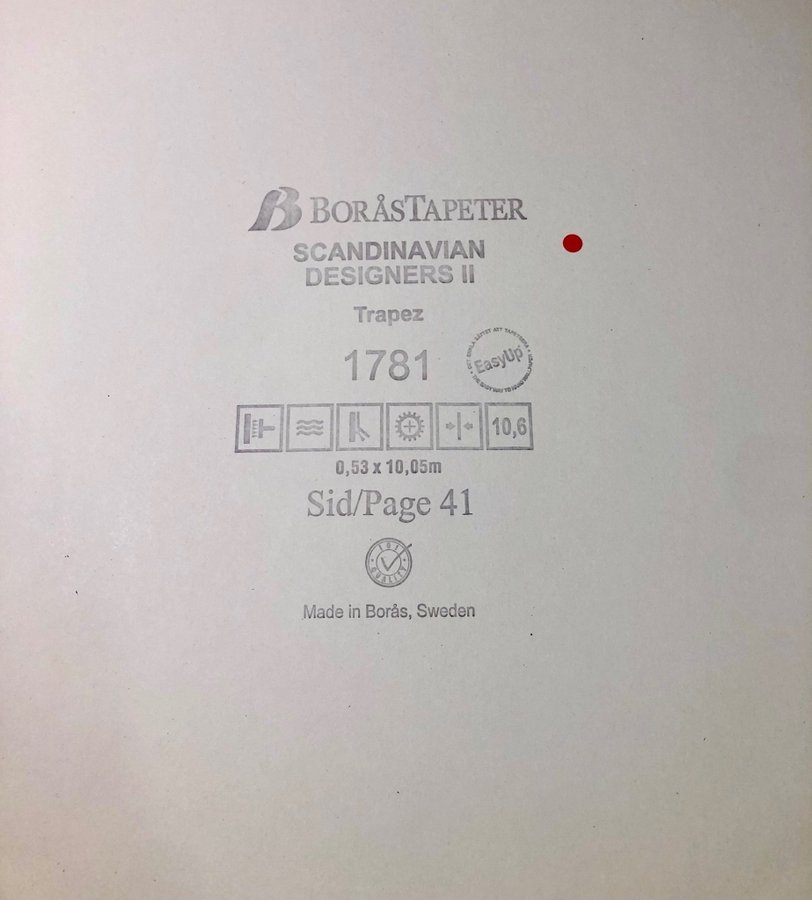 BORÅSTAPETER
SCANDINAVIAN
DESIGNERS II
Trapez
1781
EasyUp
10,6
0,53 x 10,05m
Sid/Page 41
QUALITY
Made in Borås, Sweden